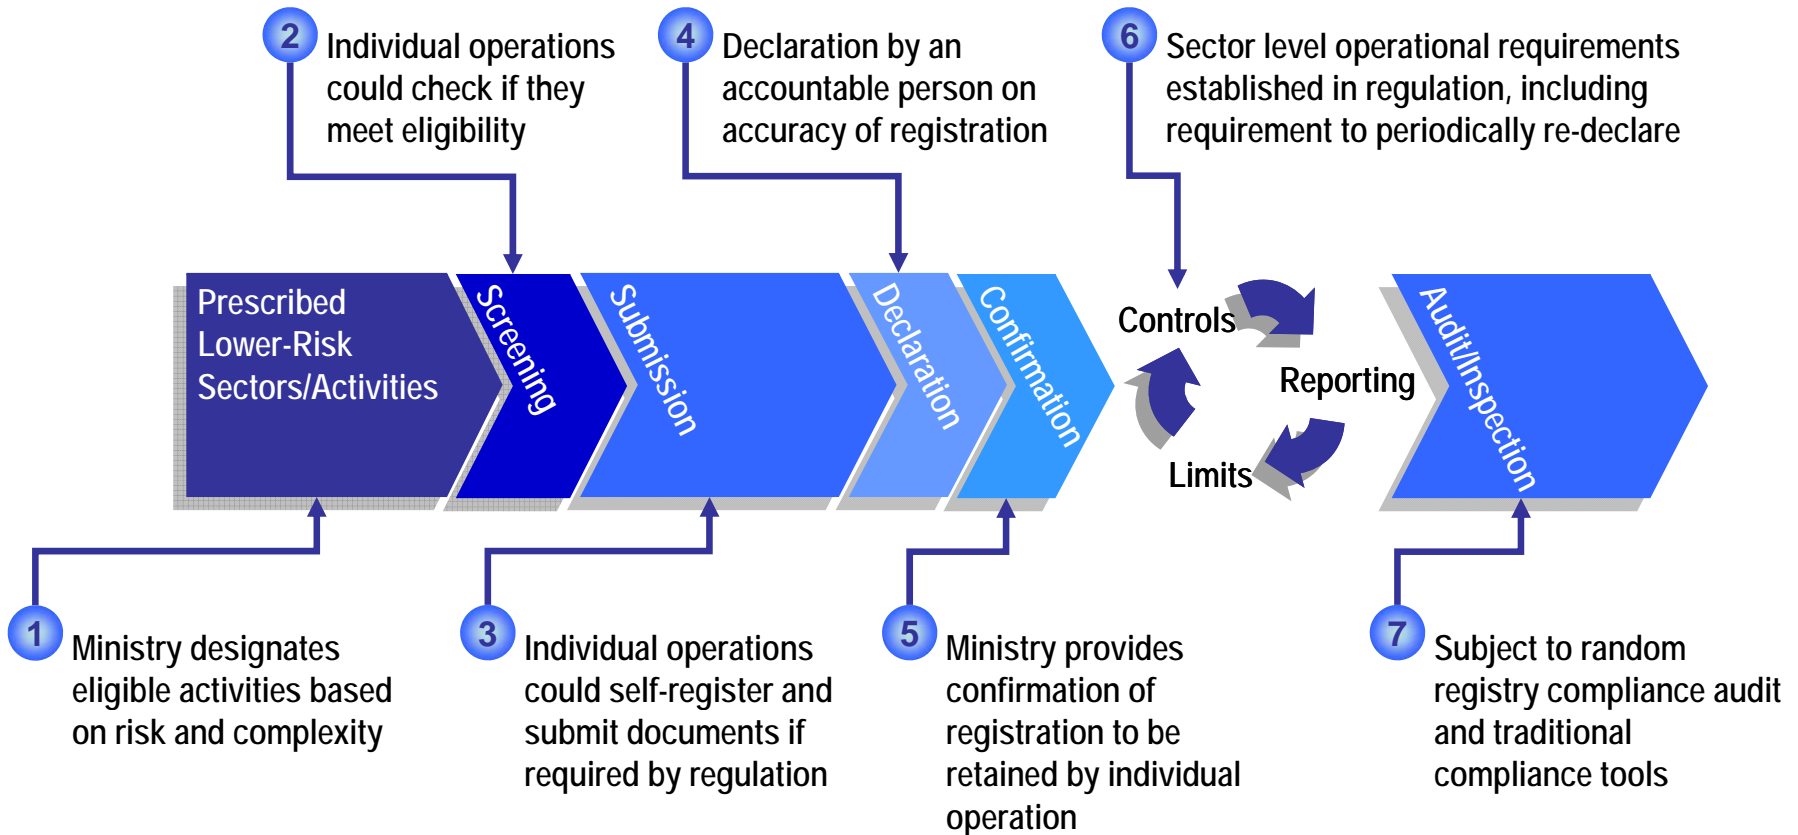 2
Individual operations
could check if they
meet eligibility
4
Declaration by an
accountable person on
accuracy of registration
6
Sector level operational requirements
established in regulation, including
requirement to periodically re-declare
Prescribed
Lower-Risk
Sectors/Activities
Screening
Submission
Declaration
Confirmation
Controls
Reporting
Limits
Audit/Inspection
1
Ministry designates
eligible activities based
on risk and complexity
3
Individual operations
could self-register and
submit documents if
required by regulation
5
Ministry provides
confirmation of
registration to be
retained by individual
operation
7
Subject to random
registry compliance audit
and traditional
compliance tools